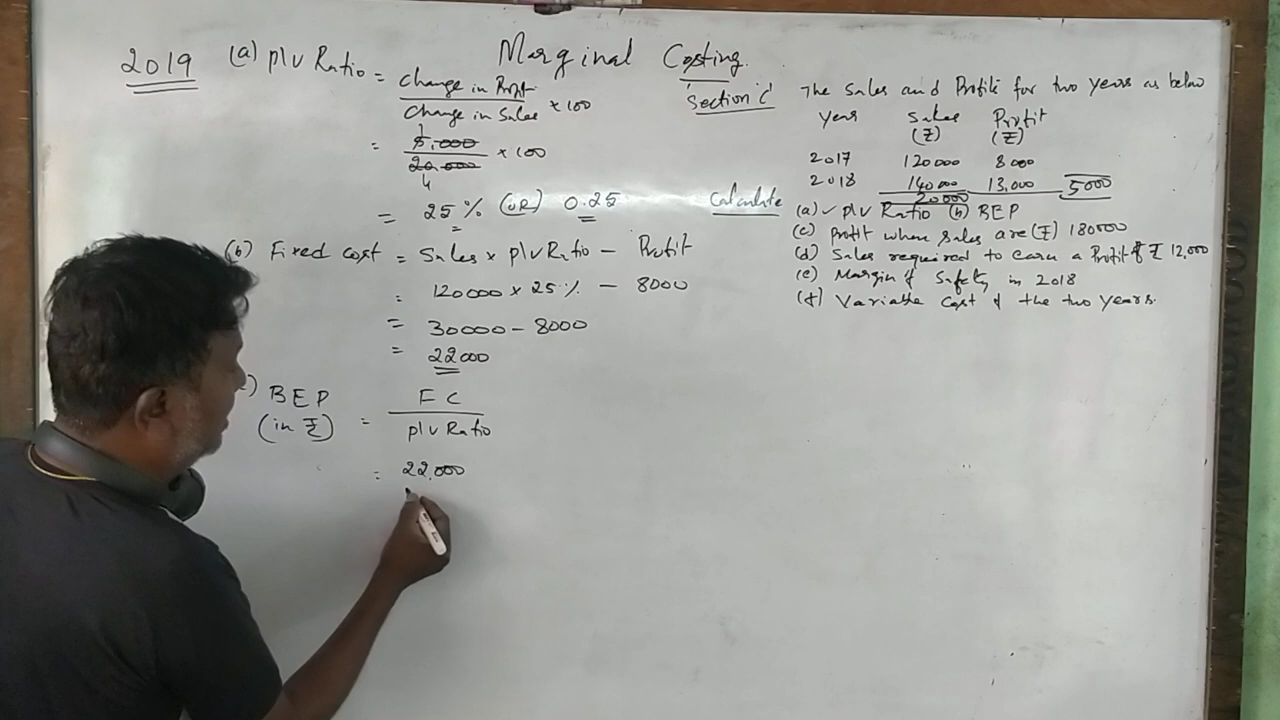 Marginal Costing
2019
(a) P/V Ratio = Change in Profit / Change in Sales × 100
= 5,000 / 20,000 × 100
1
4
= 25% (OR) 0.25
(b) Fixed Cost = Sales × P/V Ratio − Profit
= 120000 × 25% − 8000
= 30000 − 8000
= 22000
BEP (in ₹) = FC / P/V Ratio
= 22,000
'Section C'
The Sales and Profit for two years as below
Year Sales (₹) Profit (₹)
2017 120000 8000
2018 140000 13,000
20000 5000
Calculate
(a) ✓ P/V Ratio (b) BEP
(c) Profit when sales are (₹) 180000
(d) Sales required to earn a Profit of ₹ 12,000
(e) Margin of Safety in 2018
(f) Variable Cost of the two years.